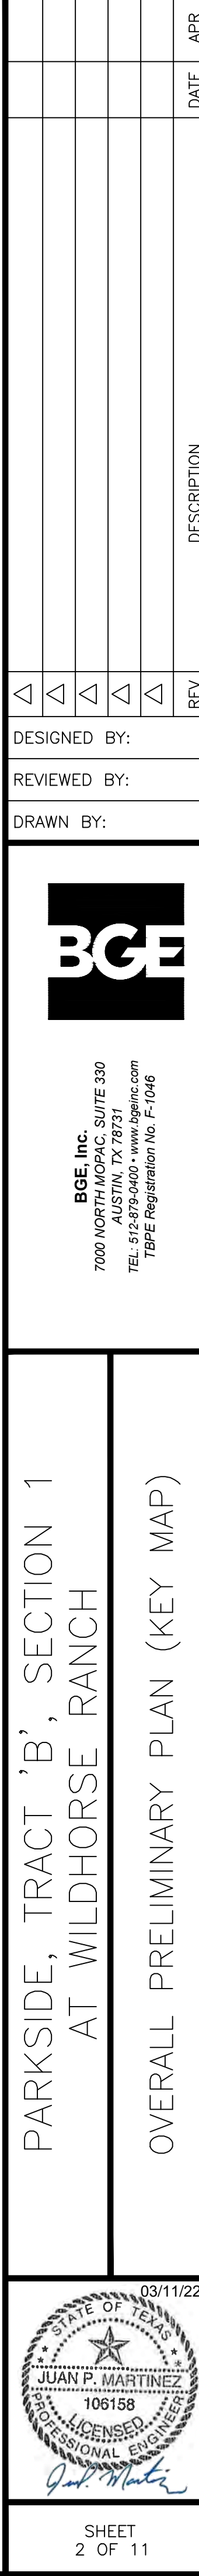 APR
DATE
DESCRIPTION
REV
DESIGNED BY:
REVIEWED BY:
DRAWN BY:
BGE
BGE, Inc.
7000 NORTH MOPAC, SUITE 330
AUSTIN, TX 78731
TEL: 512-879-0400 • www.bgeinc.com
TBPE Registration No. F-1046
PARKSIDE, TRACT 'B', SECTION 1
AT WILDHORSE RANCH
OVERALL PRELIMINARY PLAN (KEY MAP)
03/11/22
STATE OF TEXAS
JUAN P. MARTINEZ
106158
LICENSED
PROFESSIONAL ENGINEER
Juan P. Martinez
SHEET
2 OF 11